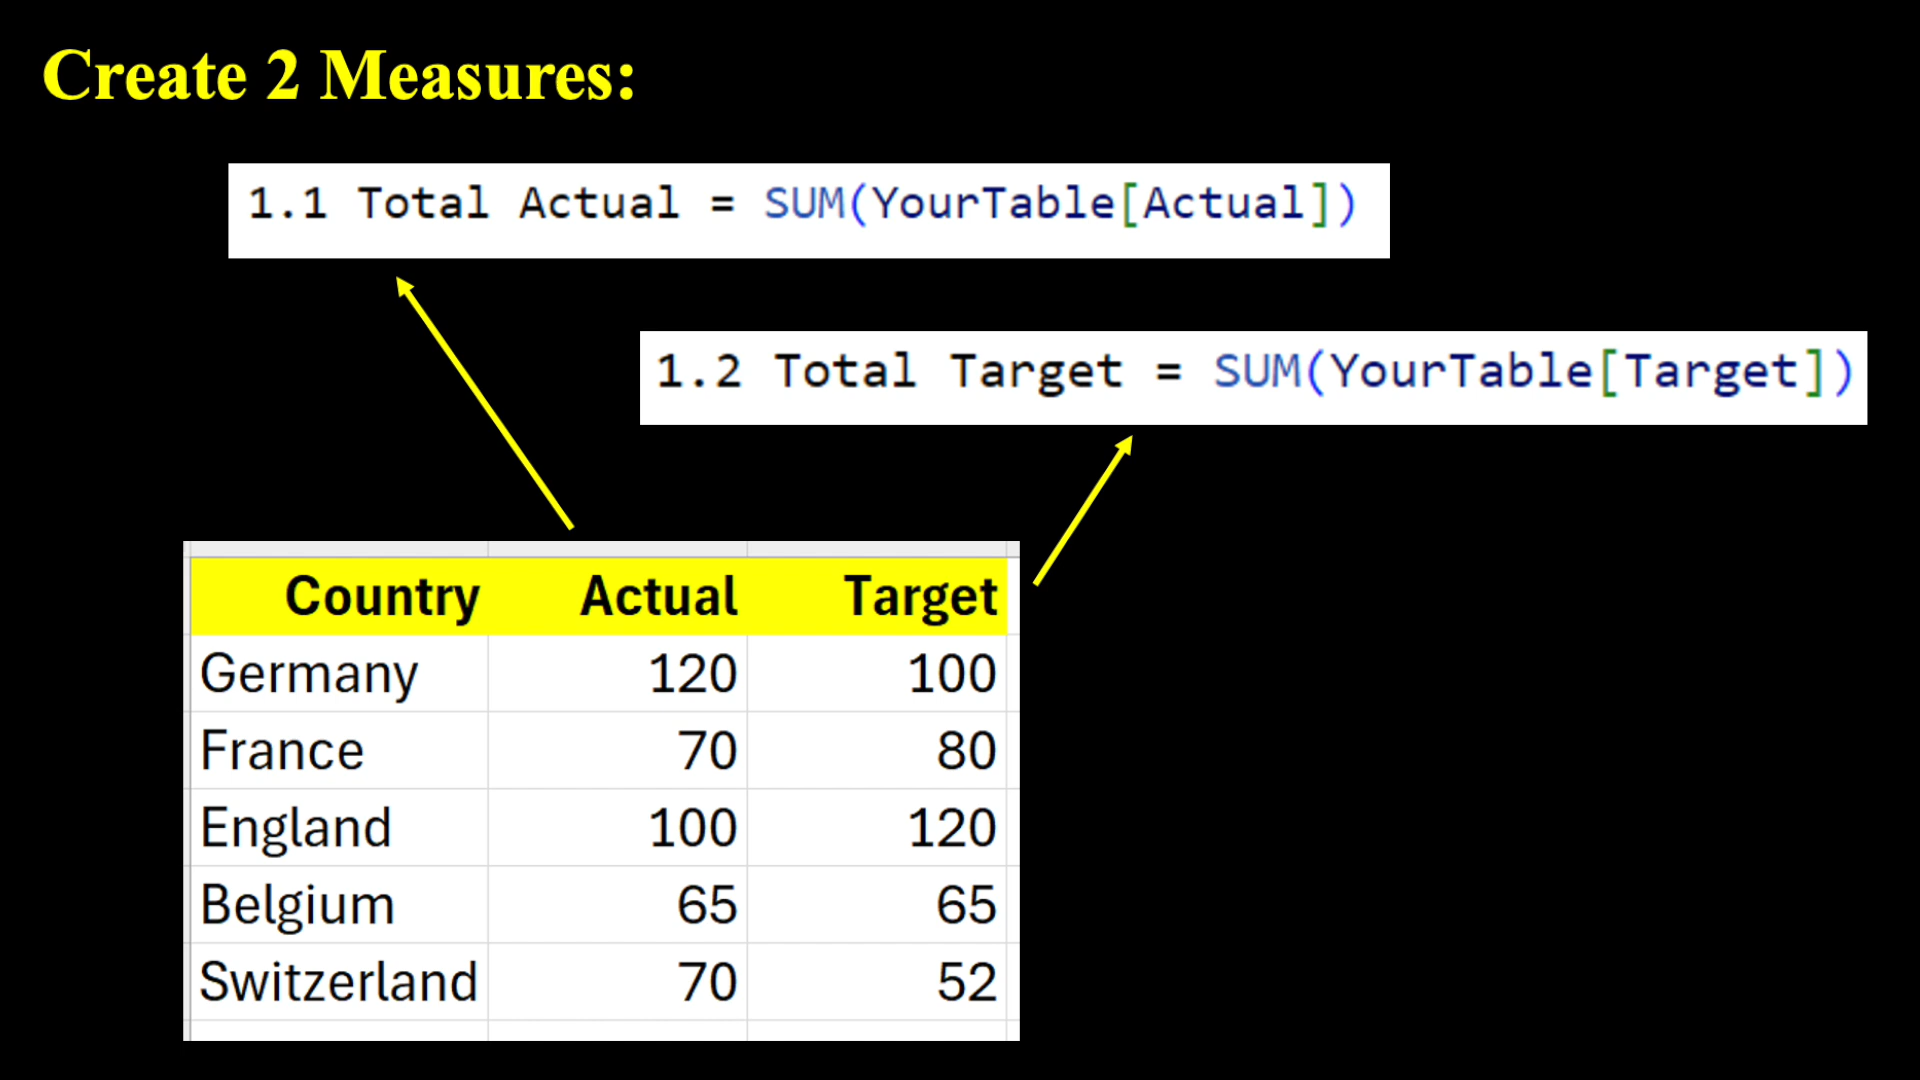 Create 2 Measures:
1.1 Total Actual = SUM(YourTable[Actual])
1.2 Total Target = SUM(YourTable[Target])
Country Actual Target
Germany 120 100
France 70 80
England 100 120
Belgium 65 65
Switzerland 70 52